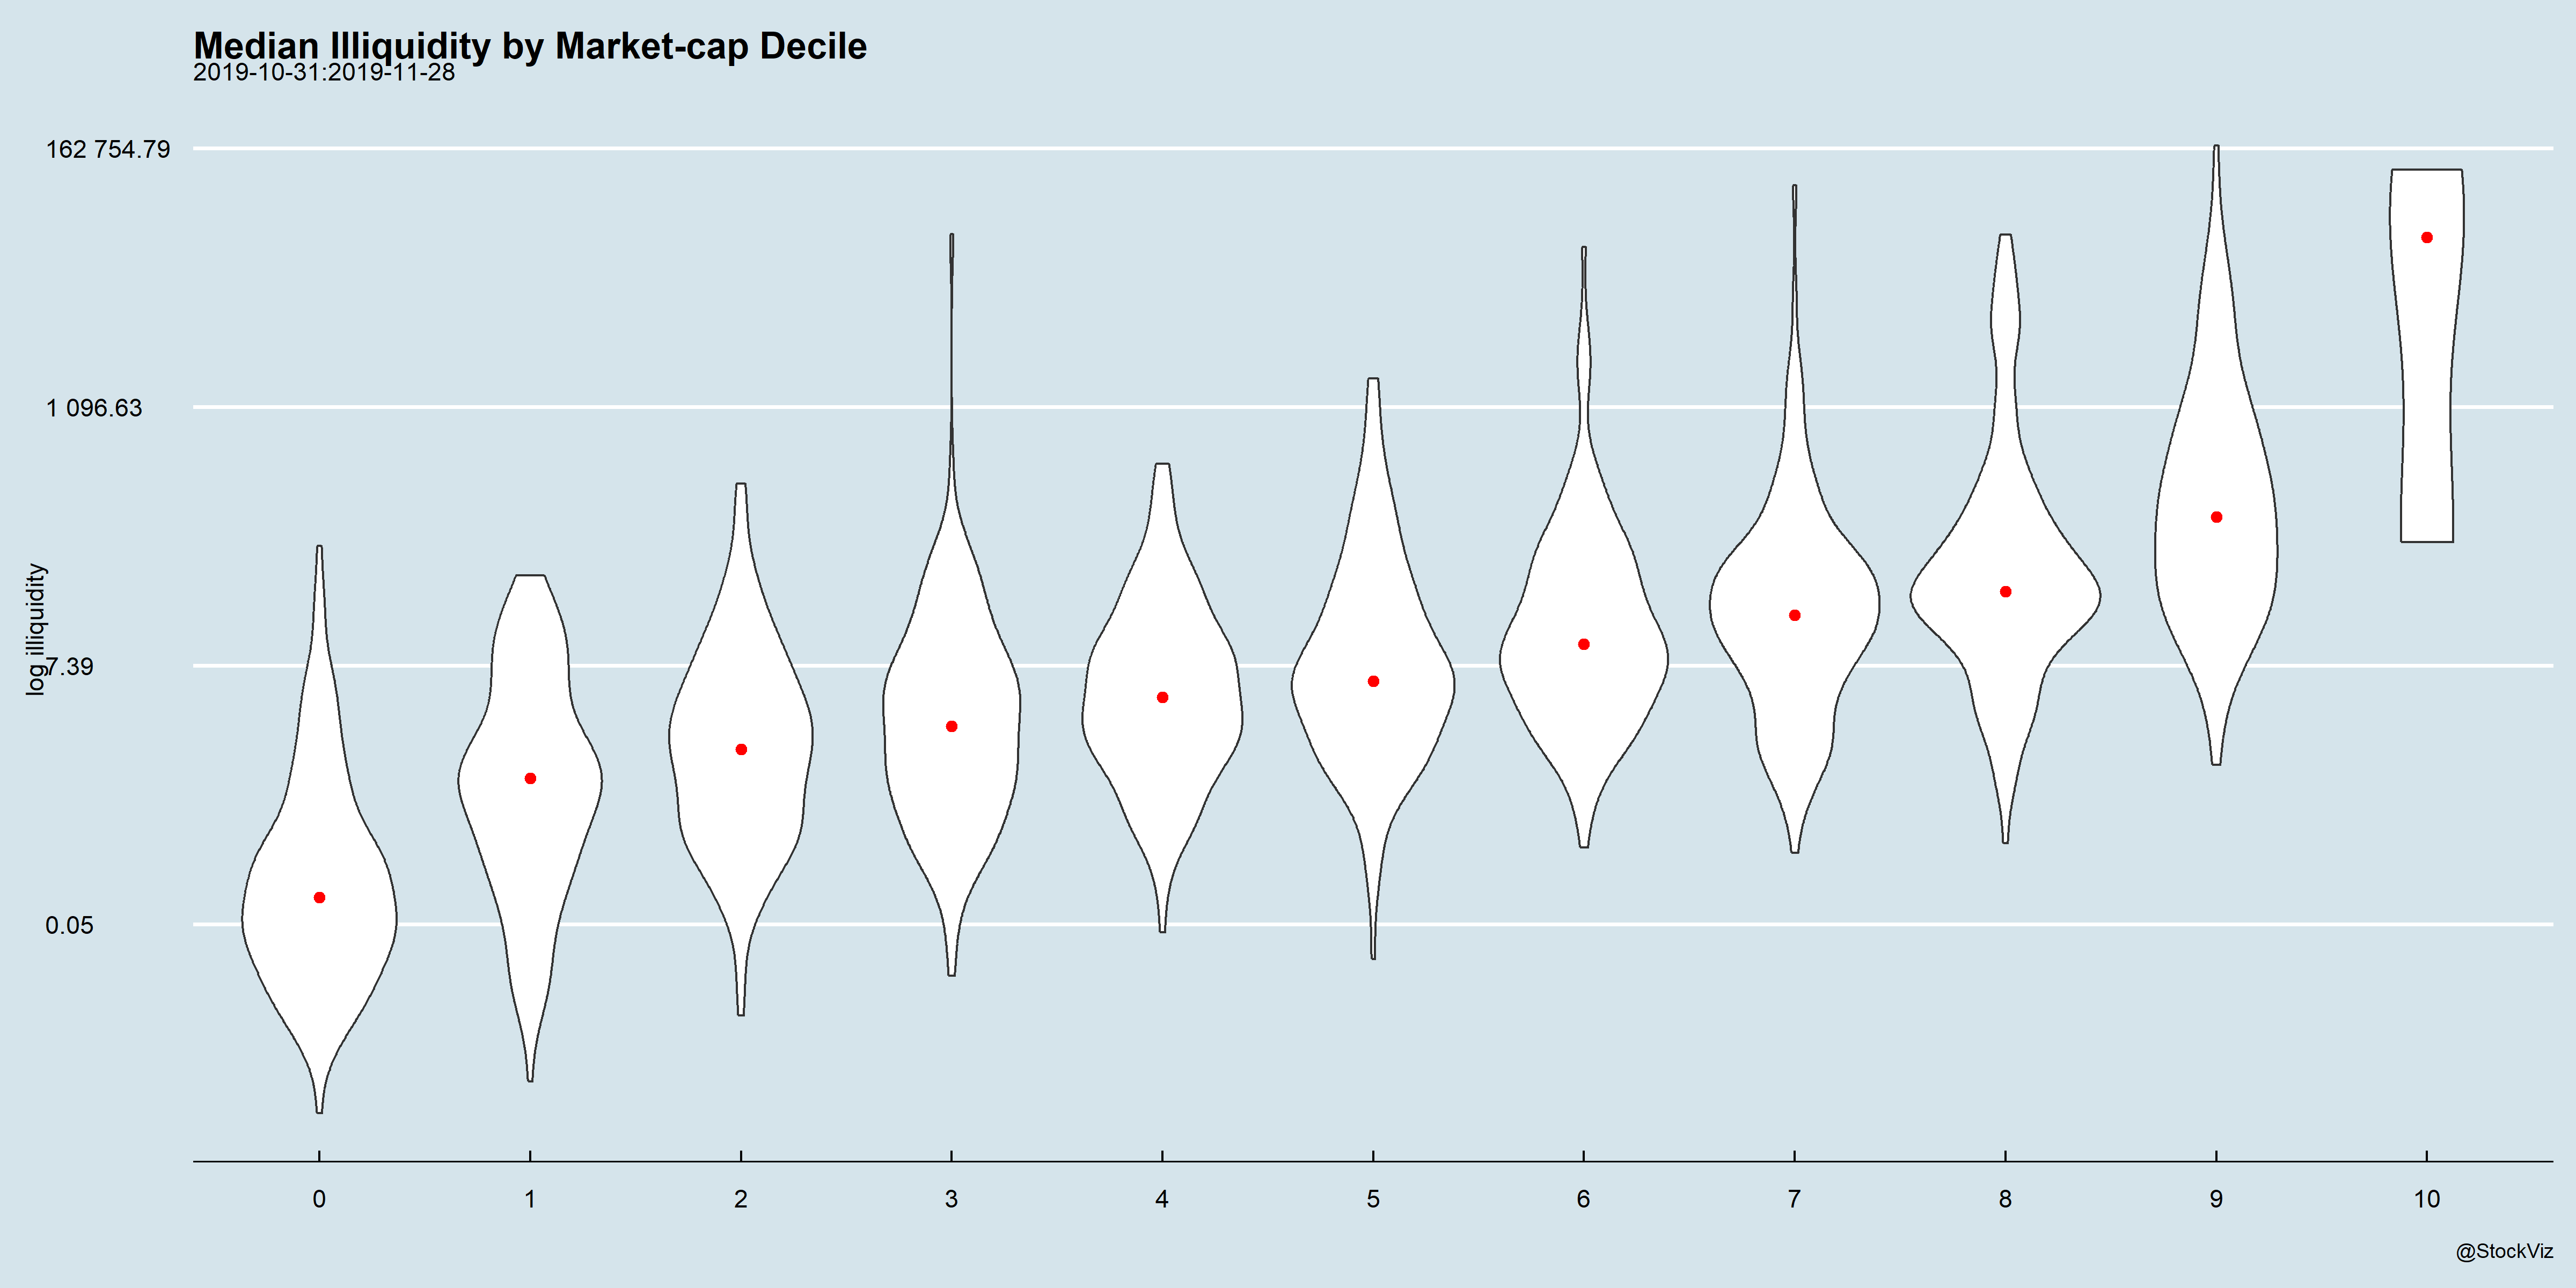 Median Illiquidity by Market-cap Decile
2019-10-31:2019-11-28
162 754.79
1 096.63
7.39
0.05
log illiquidity
0 1 2 3 4 5 6 7 8 9 10
@StockViz